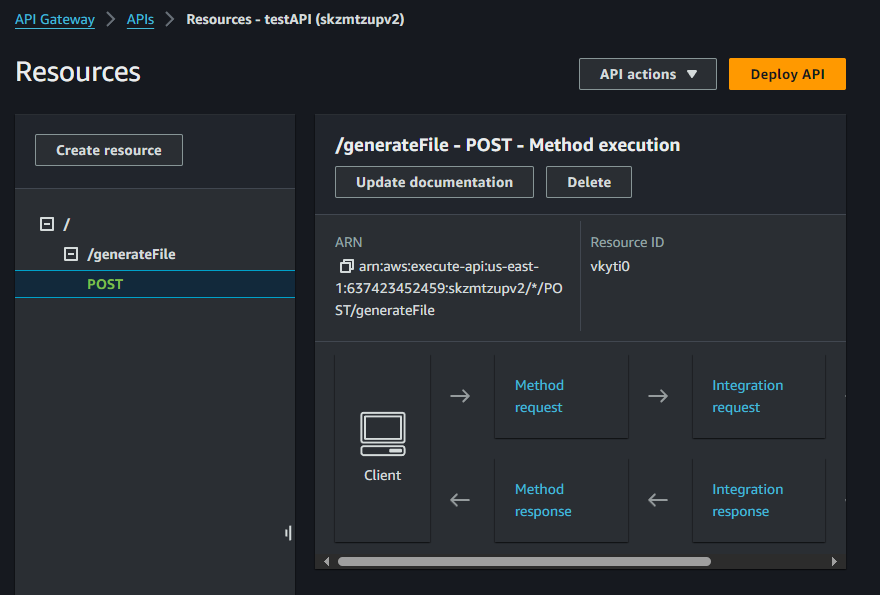 API Gateway > APIs > Resources - testAPI (skzmtzupv2)
Resources
API actions ▼
Deploy API
Create resource
/
/generateFile
POST
/generateFile - POST - Method execution
Update documentation
Delete
ARN
arn:aws:execute-api:us-east-
1:637423452459:skzmtzupv2/*/PO
ST/generateFile
Resource ID
vkyti0
Client
Method
request
Integration
request
Method
response
Integration
response